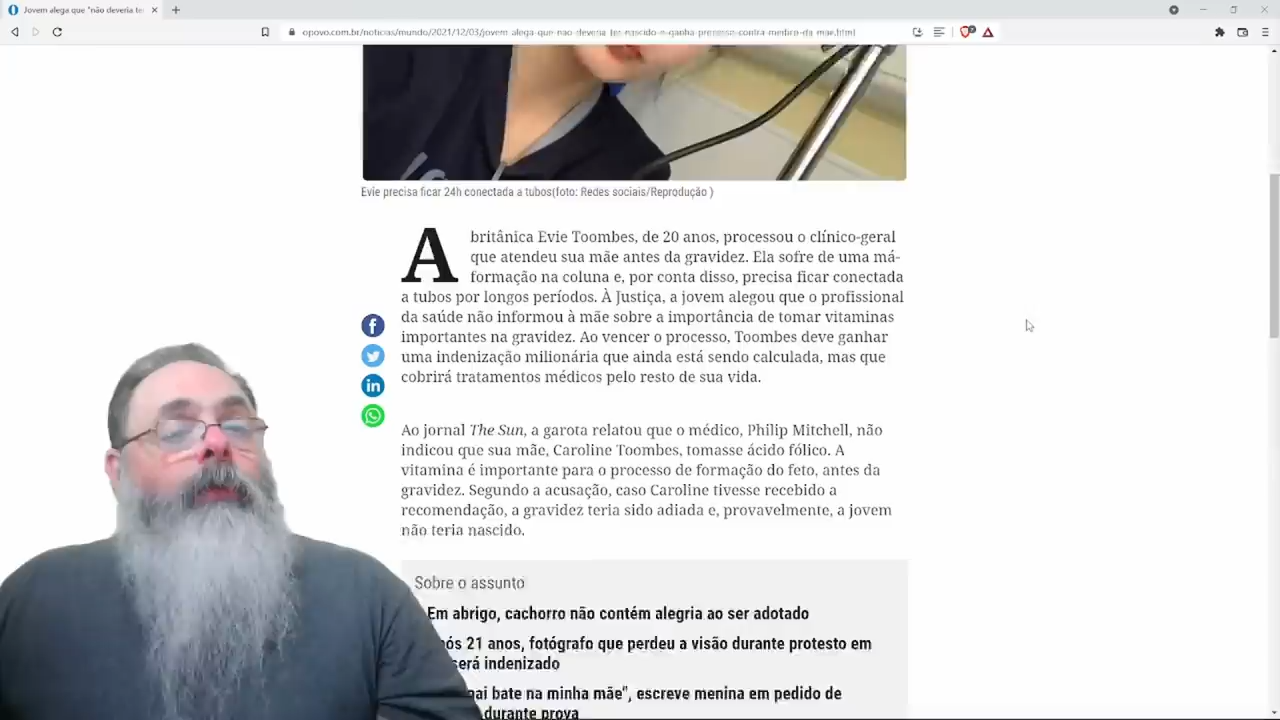 Jovem alega que "não deveria te
opovo.com.br/noticias/mundo/2021/12/03/jovem-alega-que-nao-deveria-ter-nascido-e-ganha-processo-contra-medico-da-mae.html
Evie precisa ficar 24h conectada a tubos(foto: Redes sociais/Reprodução )
A britânica Evie Toombes, de 20 anos, processou o clínico-geral
que atendeu sua mãe antes da gravidez. Ela sofre de uma má-
formação na coluna e, por conta disso, precisa ficar conectada
a tubos por longos períodos. À Justiça, a jovem alegou que o profissional
da saúde não informou à mãe sobre a importância de tomar vitaminas
importantes na gravidez. Ao vencer o processo, Toombes deve ganhar
uma indenização milionária que ainda está sendo calculada, mas que
cobrirá tratamentos médicos pelo resto de sua vida.
Ao jornal The Sun, a garota relatou que o médico, Philip Mitchell, não
indicou que sua mãe, Caroline Toombes, tomasse ácido fólico. A
vitamina é importante para o processo de formação do feto, antes da
gravidez. Segundo a acusação, caso Caroline tivesse recebido a
recomendação, a gravidez teria sido adiada e, provavelmente, a jovem
não teria nascido.
Sobre o assunto
Em abrigo, cachorro não contém alegria ao ser adotado
ós 21 anos, fotógrafo que perdeu a visão durante protesto em
será indenizado
ai bate na minha mãe", escreve menina em pedido de
durante prova